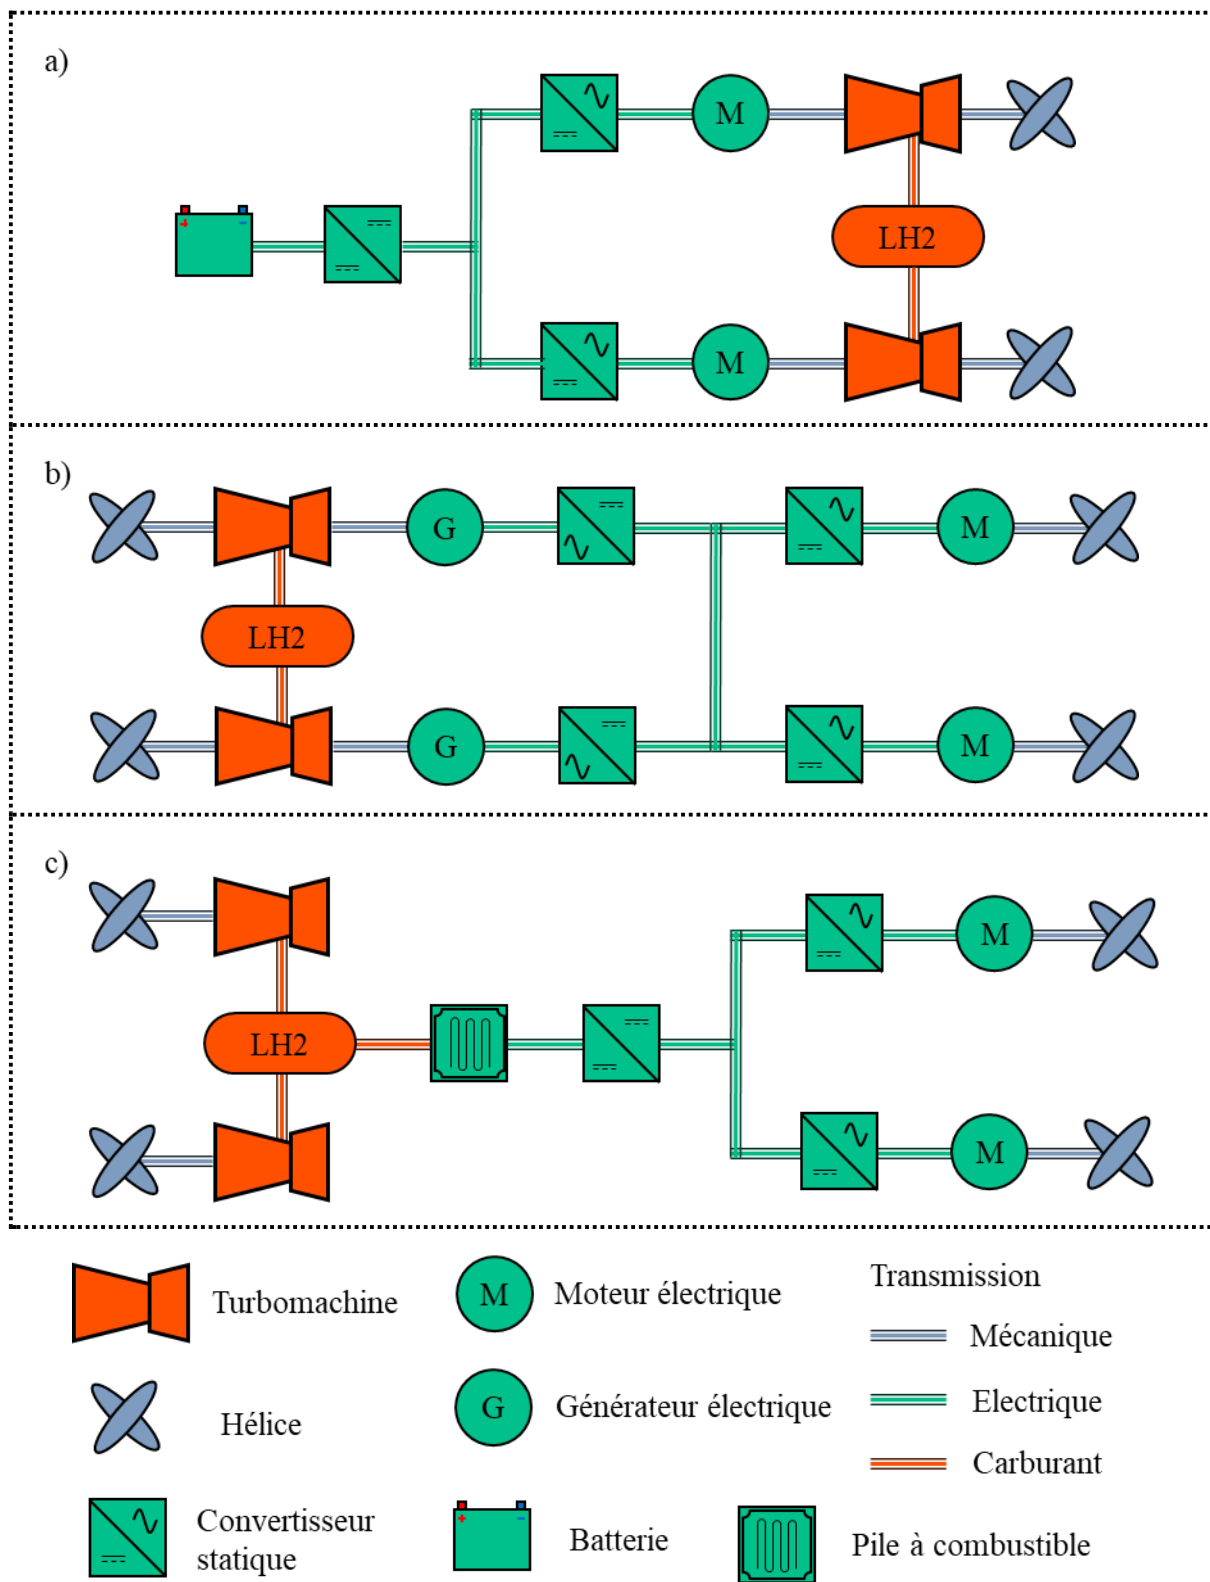 a)
M
LH2
M
b)
G
M
LH2
G
M
c)
M
LH2
M
Turbomachine
M
Moteur électrique
Transmission
Mécanique
Hélice
G
Générateur électrique
Electrique
Carburant
Convertisseur
statique
Batterie
Pile à combustible